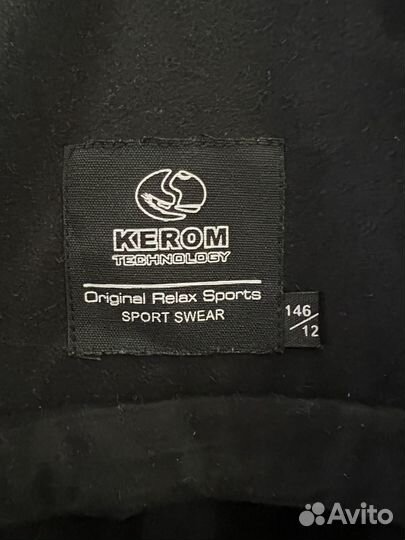 KEROM
TECHNOLOGY
Original Relax Sports
SPORT SWEAR
146
12
Avito